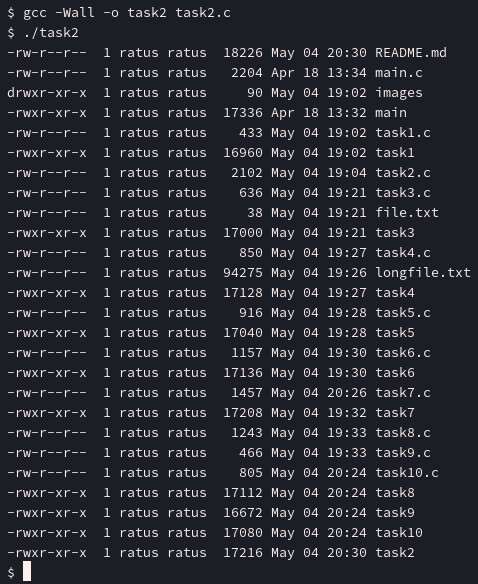 $ gcc -Wall -o task2 task2.c
$ ./task2
-rw-r--r--  1 ratus ratus  18226 May 04 20:30 README.md
-rw-r--r--  1 ratus ratus   2204 Apr 18 13:34 main.c
drwxr-xr-x  1 ratus ratus     90 May 04 19:02 images
-rwxr-xr-x  1 ratus ratus  17336 Apr 18 13:32 main
-rw-r--r--  1 ratus ratus    433 May 04 19:02 task1.c
-rwxr-xr-x  1 ratus ratus  16960 May 04 19:02 task1
-rw-r--r--  1 ratus ratus   2102 May 04 19:04 task2.c
-rw-r--r--  1 ratus ratus    636 May 04 19:21 task3.c
-rw-r--r--  1 ratus ratus     38 May 04 19:21 file.txt
-rwxr-xr-x  1 ratus ratus  17000 May 04 19:21 task3
-rw-r--r--  1 ratus ratus    850 May 04 19:27 task4.c
-rw-r--r--  1 ratus ratus  94275 May 04 19:26 longfile.txt
-rwxr-xr-x  1 ratus ratus  17128 May 04 19:27 task4
-rw-r--r--  1 ratus ratus    916 May 04 19:28 task5.c
-rwxr-xr-x  1 ratus ratus  17040 May 04 19:28 task5
-rw-r--r--  1 ratus ratus   1157 May 04 19:30 task6.c
-rwxr-xr-x  1 ratus ratus  17136 May 04 19:30 task6
-rw-r--r--  1 ratus ratus   1457 May 04 20:26 task7.c
-rwxr-xr-x  1 ratus ratus  17208 May 04 19:32 task7
-rw-r--r--  1 ratus ratus   1243 May 04 19:33 task8.c
-rw-r--r--  1 ratus ratus    466 May 04 19:33 task9.c
-rw-r--r--  1 ratus ratus    805 May 04 20:24 task10.c
-rwxr-xr-x  1 ratus ratus  17112 May 04 20:24 task8
-rwxr-xr-x  1 ratus ratus  16672 May 04 20:24 task9
-rwxr-xr-x  1 ratus ratus  17080 May 04 20:24 task10
-rwxr-xr-x  1 ratus ratus  17216 May 04 20:30 task2
$